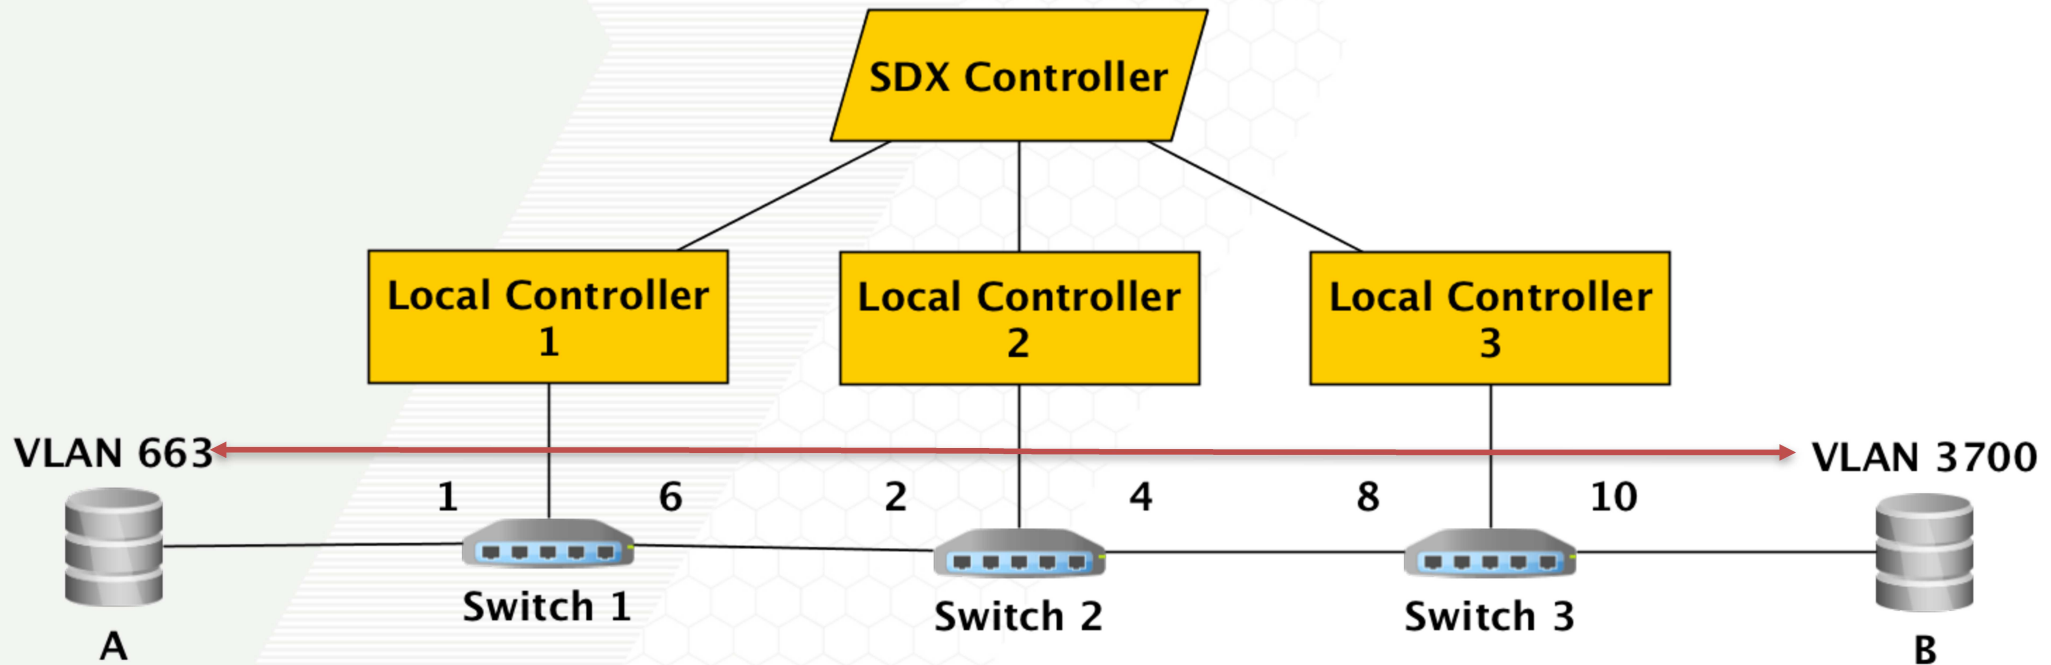 SDX Controller
Local Controller
1
Local Controller
2
Local Controller
3
VLAN 663
VLAN 3700
1
6
2
4
8
10
Switch 1
Switch 2
Switch 3
A
B